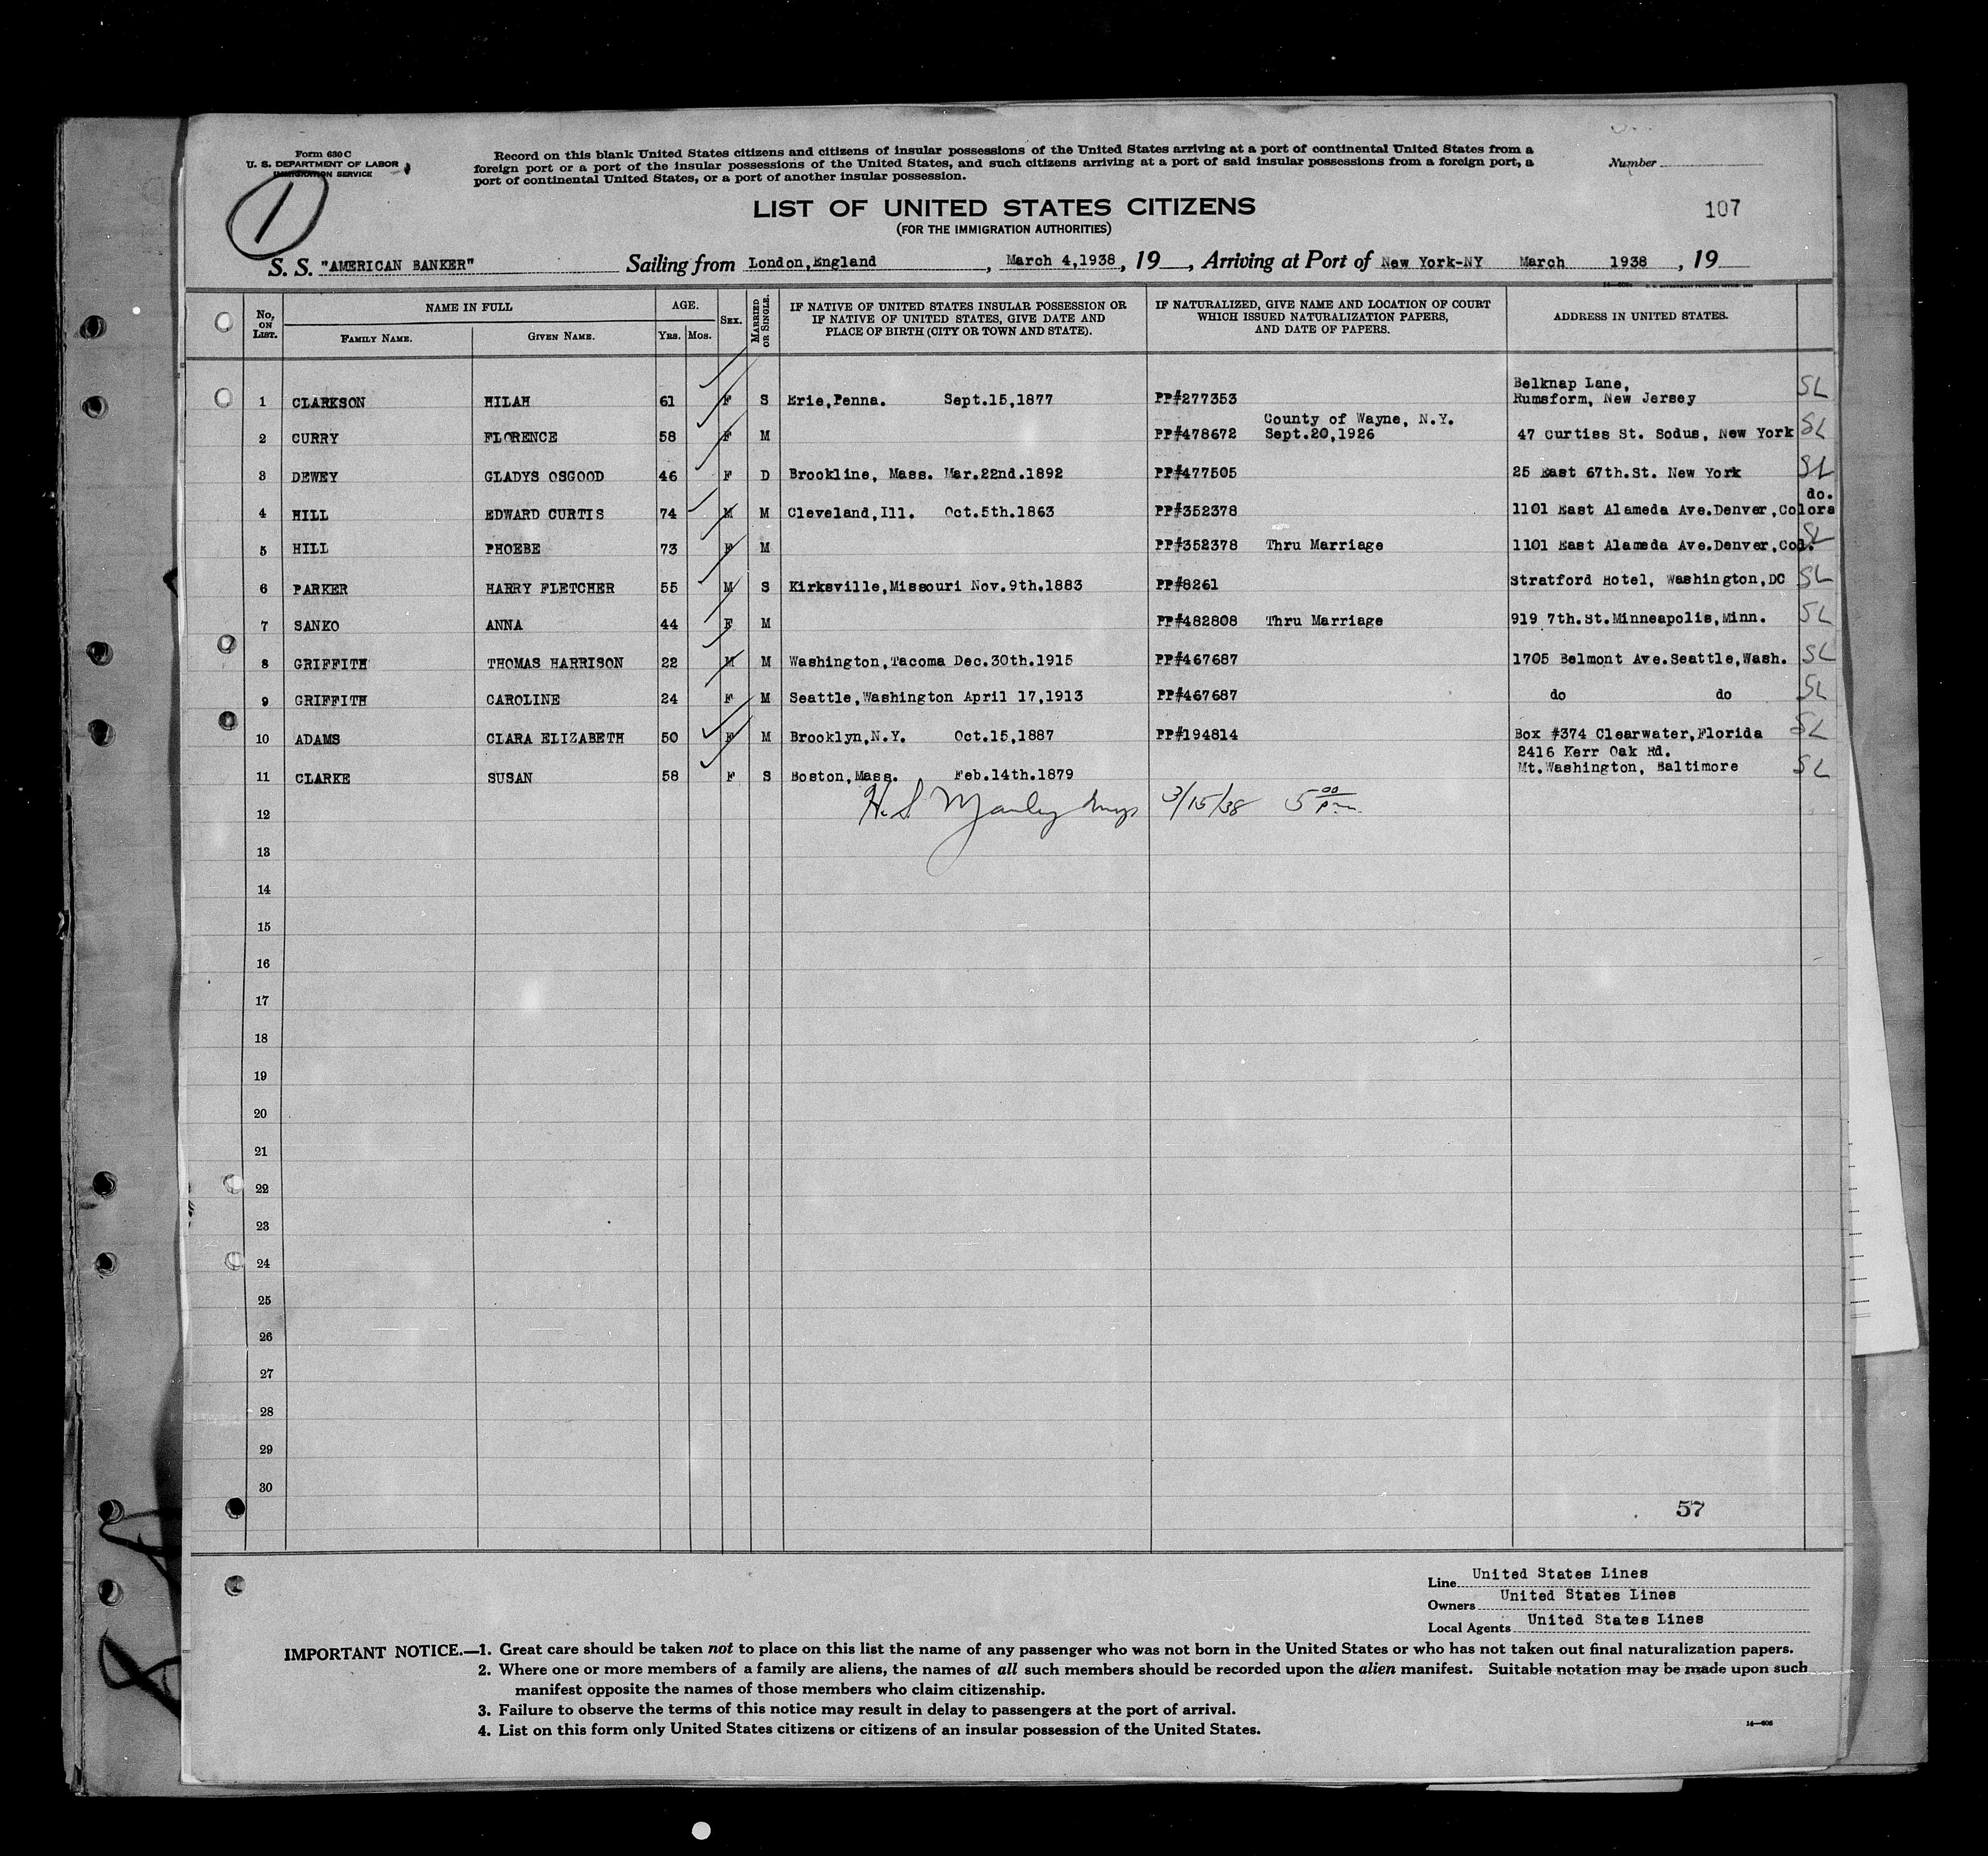 Form 630 C
U. S. DEPARTMENT OF LABOR
IMMIGRATION SERVICE
1
Record on this blank United States citizens and citizens of insular possessions of the United States arriving at a port of continental United States from a
foreign port or a port of the insular possessions of the United States, and such citizens arriving at a port of said insular possessions from a foreign port, a
port of continental United States, or a port of another insular possession.
Number
107
LIST OF UNITED STATES CITIZENS
(FOR THE IMMIGRATION AUTHORITIES)
S. S. "AMERICAN BANKER" Sailing from London,England, March 4,1938, 19 , Arriving at Port of New York-NY March 1938, 19
No. ON LIST. NAME IN FULL FAMILY NAME. GIVEN NAME. AGE. YRS. MOS. SEX. MARRIED OR SINGLE. IF NATIVE OF UNITED STATES INSULAR POSSESSION OR IF NATIVE OF UNITED STATES, GIVE DATE AND PLACE OF BIRTH (CITY OR TOWN AND STATE). IF NATURALIZED, GIVE NAME AND LOCATION OF COURT WHICH ISSUED NATURALIZATION PAPERS, AND DATE OF PAPERS. ADDRESS IN UNITED STATES.
Belknap Lane,
1 CLARKSON HILAH 61 F S Erie,Penna. Sept.15,1877 PP#277353 Rumsform, New Jersey SL
County of Wayne, N.Y.
2 CURRY FLORENCE 58 F M PP#478672 Sept.20,1926 47 Curtiss St. Sodus, New York SL
3 DEWEY GLADYS OSGOOD 46 F D Brookline, Mass. Mar.22nd.1892 PP#477505 25 East 67th.St. New York SL
do.
4 HILL EDWARD CURTIS 74 M M Cleveland,Ill. Oct.5th.1863 PP#352378 1101 East Alameda Ave.Denver,Colora
5 HILL PHOEBE 73 F M PP#352378 Thru Marriage 1101 East Alameda Ave.Denver,Col. SL
6 PARKER HARRY FLETCHER 55 M S Kirksville,Missouri Nov.9th.1883 PP#8261 Stratford Hotel, Washington,DC SL
7 SANKO ANNA 44 F M PP#482808 Thru Marriage 919 7th.St.Minneapolis,Minn. SL
8 GRIFFITH THOMAS HARRISON 22 M M Washington,Tacoma Dec.30th.1915 PP#467687 1705 Belmont Ave.Seattle,Wash. SL
9 GRIFFITH CAROLINE 24 F M Seattle,Washington April 17,1913 PP#467687 do do SL
10 ADAMS CLARA ELIZABETH 50 F M Brooklyn,N.Y. Oct.15,1887 PP#194814 Box #374 Clearwater,Florida SL
2416 Kerr Oak Rd.
11 CLARKE SUSAN 58 F S Boston,Mass. Feb.14th.1879 Mt.Washington, Baltimore SL
12 H. S. Manley 3/15/38 5 00 p.m.
13
14
15
16
17
18
19
20
21
22
23
24
25
26
27
28
29
30
57
Line United States Lines
Owners United States Lines
Local Agents United States Lines
IMPORTANT NOTICE.—1. Great care should be taken not to place on this list the name of any passenger who was not born in the United States or who has not taken out final naturalization papers.
2. Where one or more members of a family are aliens, the names of all such members should be recorded upon the alien manifest. Suitable notation may be made upon such
manifest opposite the names of those members who claim citizenship.
3. Failure to observe the terms of this notice may result in delay to passengers at the port of arrival.
4. List on this form only United States citizens or citizens of an insular possession of the United States.